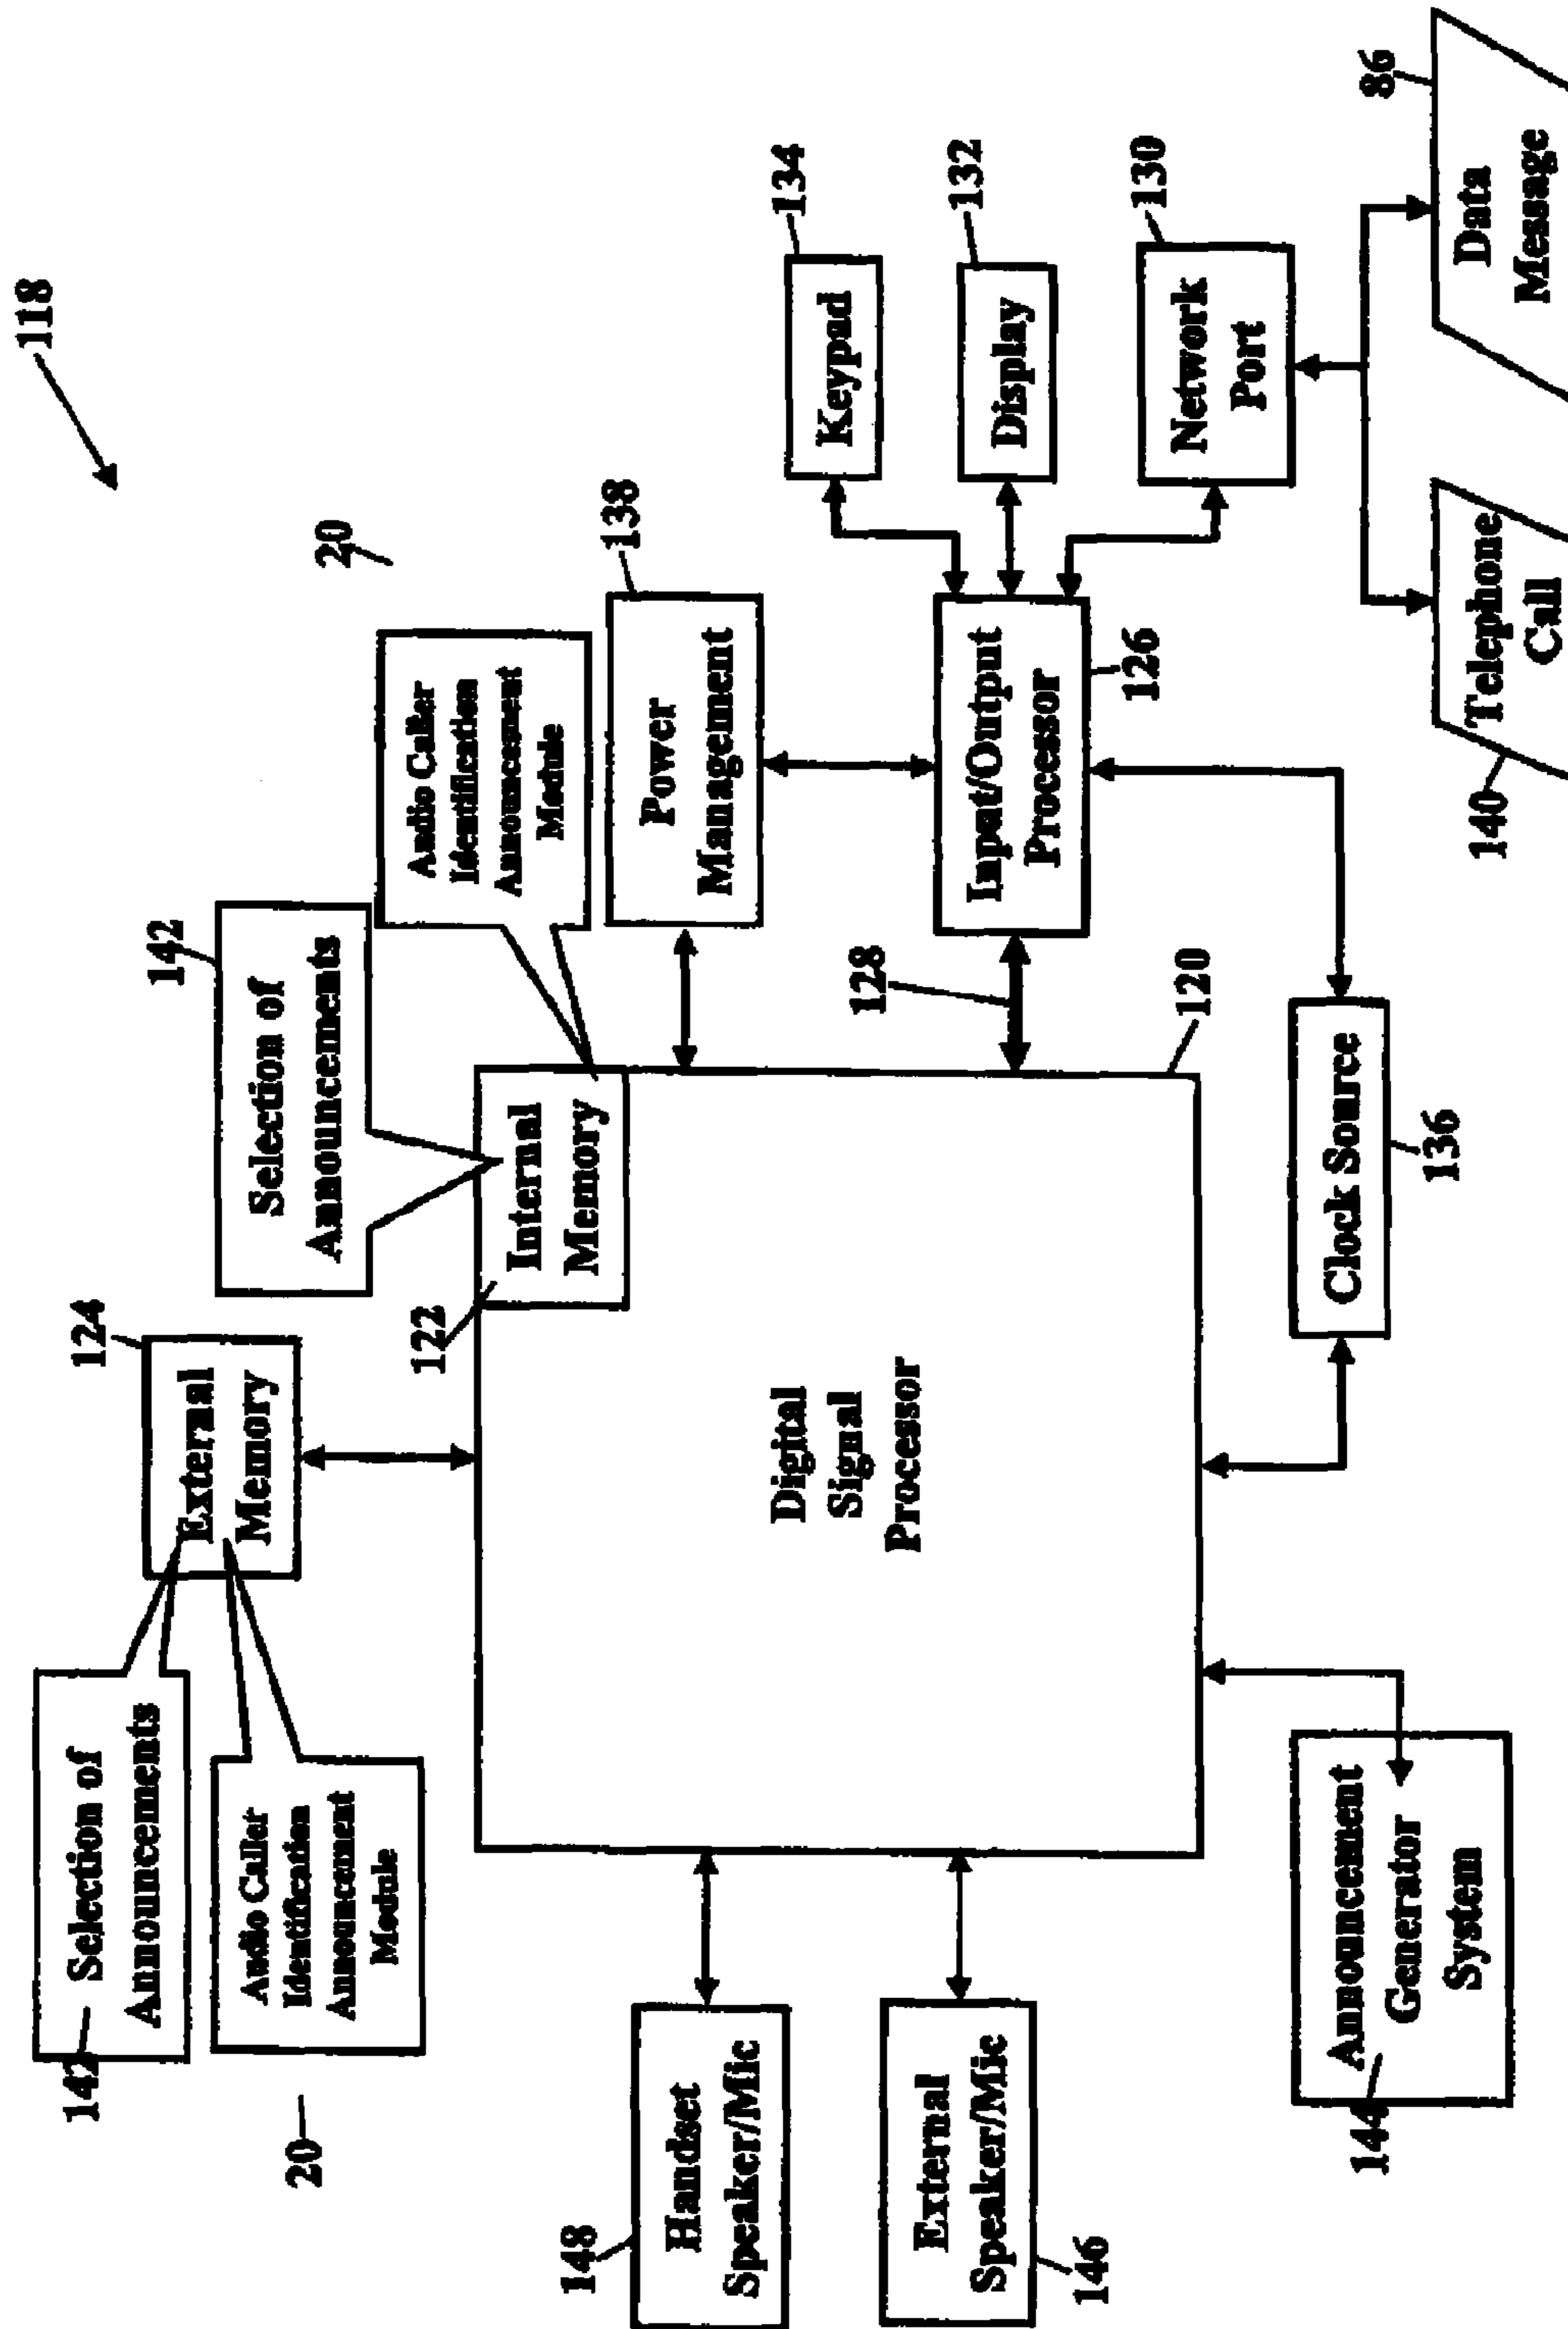 118
142
Selection of
Announcements
124
External
Memory
142
Selection of
Announcements
20
Audio Caller
Identification
Announcement
Module
20
Audio Caller
Identification
Announcement
Module
122
Internal
Memory
138
Power
Management
134
Keypad
132
Display
130
Network
Port
148
Handset
Speaker/Mic
Digital
Signal
Processor
128
Input/Output
Processor
126
120
External
Speaker/Mic
146
Announcement
Generator
System
144
Clock Source
136
140
Telephone
Call
86
Data
Message